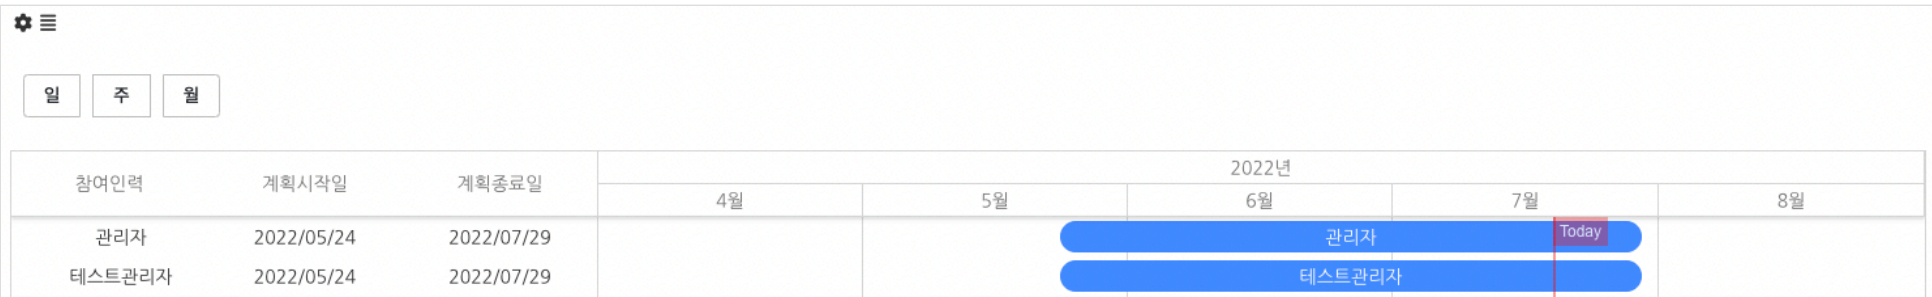 일 주 월
참여인력 계획시작일 계획종료일 2022년
4월 5월 6월 7월 8월
관리자 2022/05/24 2022/07/29 관리자 Today
테스트관리자 2022/05/24 2022/07/29 테스트관리자